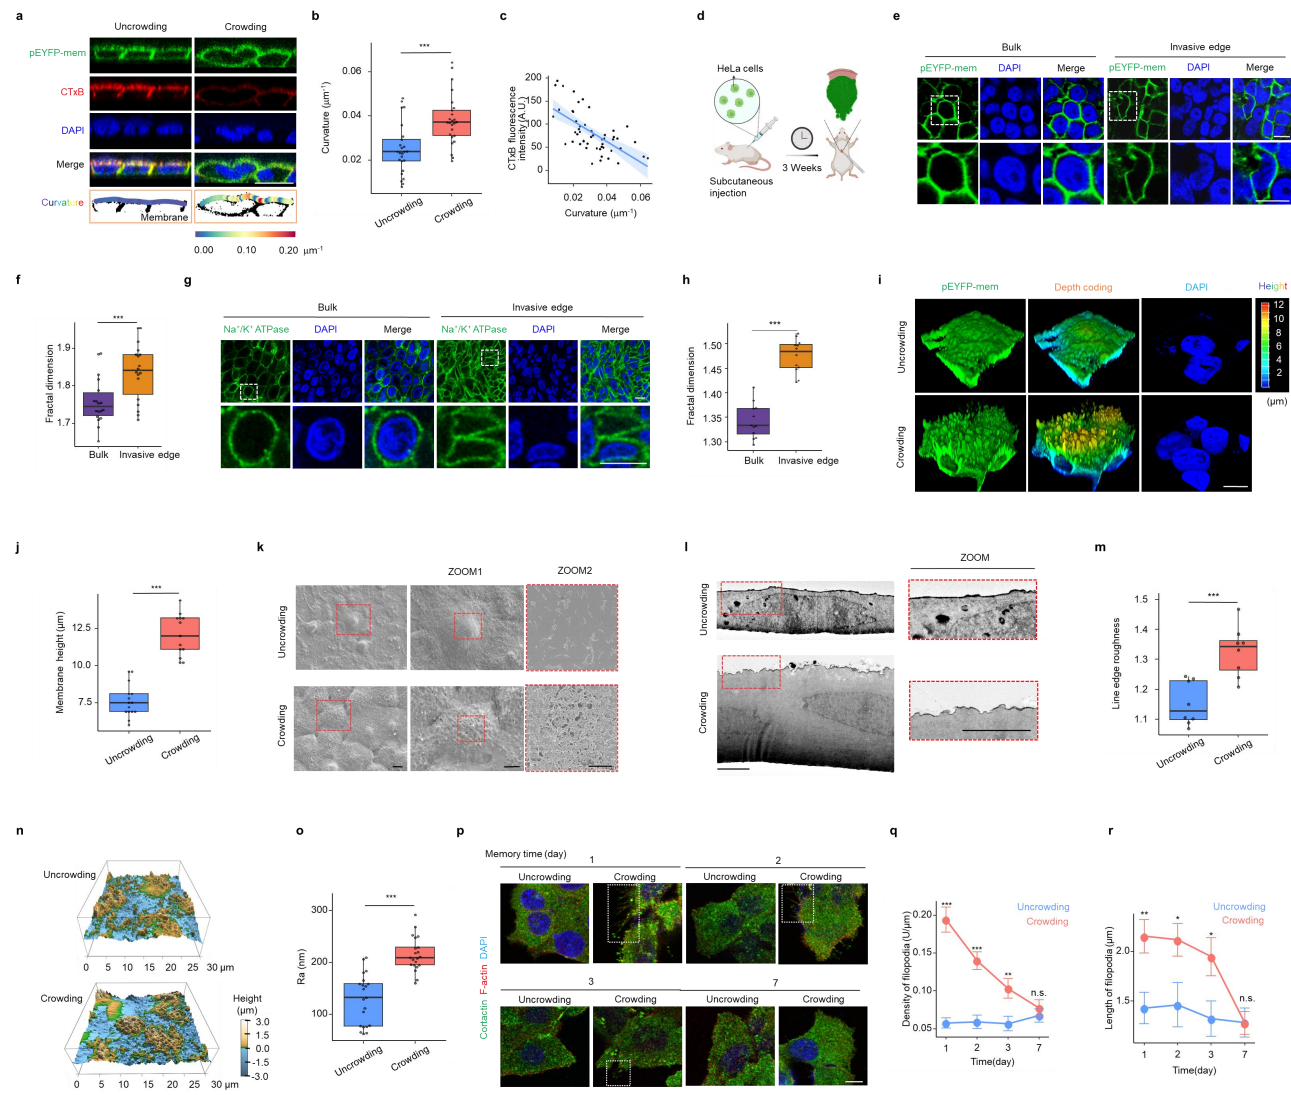 a
Uncrowding
Crowding
pEYFP-mem
CTxB
DAPI
Merge
Curvature
Membrane
0.00 0.10 0.20 μm⁻¹
b
***
Curvature (μm⁻¹)
0.06
0.04
0.02
Uncrowding
Crowding
c
CTxB fluorescence
intensity(A.U.)
200
150
100
50
0
0.02 0.04 0.06
Curvature (μm⁻¹)
d
HeLa cells
Subcutaneous
injection
3 Weeks
e
Bulk
Invasive edge
pEYFP-mem DAPI Merge pEYFP-mem DAPI Merge
f
***
Fractal dimension
1.9
1.8
1.7
Bulk Invasive edge
g
Bulk
Invasive edge
Na⁺/K⁺ ATPase DAPI Merge Na⁺/K⁺ ATPase DAPI Merge
h
***
Fractal dimension
1.50
1.45
1.40
1.35
1.30
Bulk Invasive edge
i
pEYFP-mem Depth coding DAPI Height
Uncrowding
Crowding
12
10
8
6
4
2
(μm)
j
***
Membrane height (μm)
12.5
10.0
7.5
Uncrowding
Crowding
k
ZOOM1 ZOOM2
Uncrowding
Crowding
l
ZOOM
Uncrowding
Crowding
m
***
Line edge roughness
1.5
1.4
1.3
1.2
1.1
Uncrowding
Crowding
n
Uncrowding
0 5 10 15 20 25 30 μm
Crowding
0 5 10 15 20 25 30 μm
Height
(μm)
3.0
1.5
0.0
-1.5
-3.0
o
***
Ra (nm)
300
200
100
Uncrowding
Crowding
p
Memory time (day)
1 2
Uncrowding Crowding Uncrowding Crowding
3 7
Uncrowding Crowding Uncrowding Crowding
Cortactin F-actin DAPI
q
Uncrowding
Crowding
Density of filopodia (U/μm)
0.20
0.15
0.10
0.05
***
***
**
n.s.
1 2 3 7
Time(day)
r
Uncrowding
Crowding
Length of filopodia (μm)
2.0
1.5
**
*
*
n.s.
1 2 3 7
Time(day)